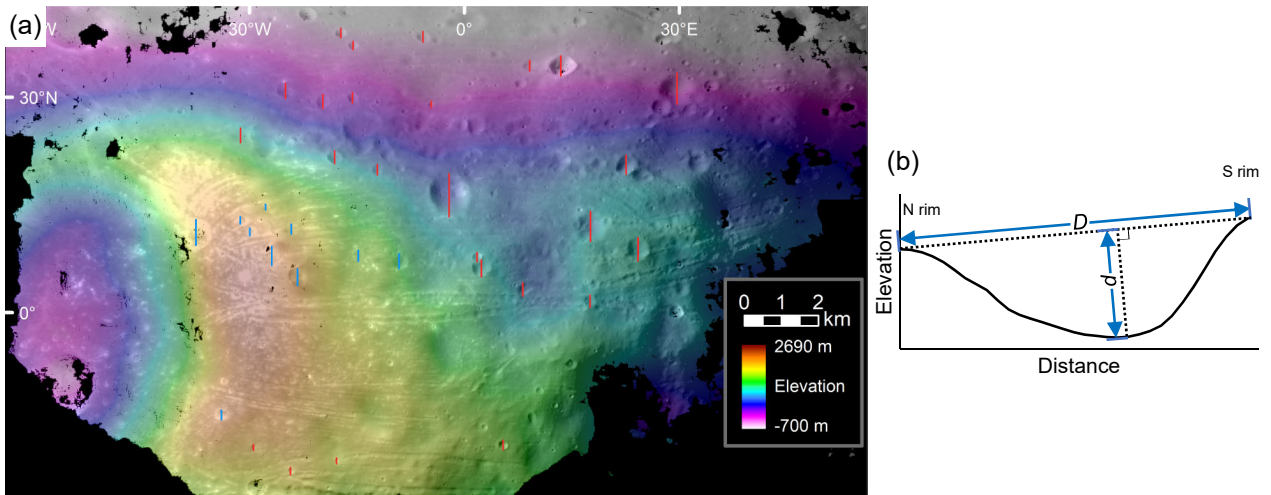 (a)
W
30°W
0°
30°E
30°N
0°
0 1 2
km
2690 m
Elevation
-700 m
(b)
S rim
N rim
D
d
Elevation
Distance